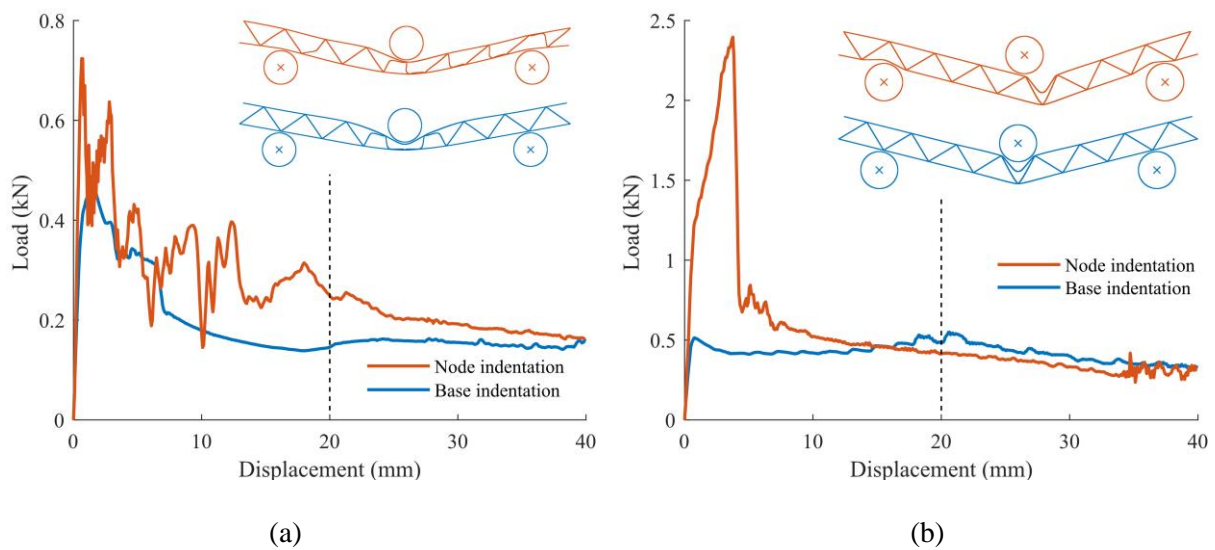 0.8
0.6
0.4
0.2
0
Load (kN)
0
10
20
30
40
Displacement (mm)
Node indentation
Base indentation
(a)
2.5
2
1.5
1
0.5
0
Load (kN)
0
10
20
30
40
Displacement (mm)
Node indentation
Base indentation
(b)